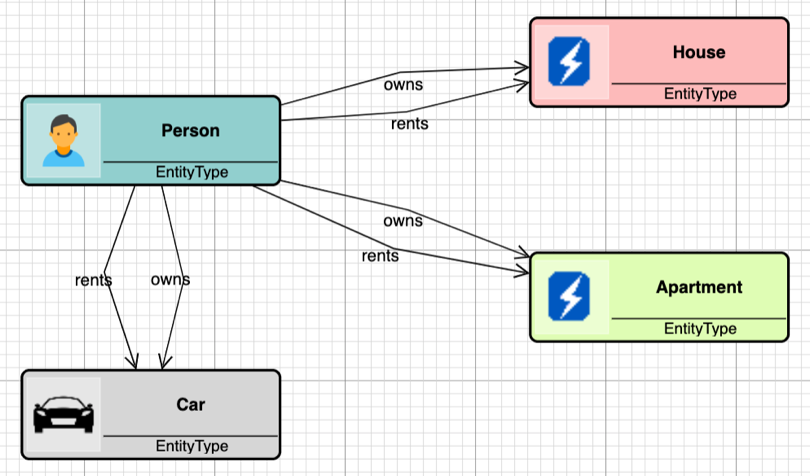 House
EntityType
owns
rents
Person
EntityType
owns
rents
rents
owns
Apartment
EntityType
Car
EntityType